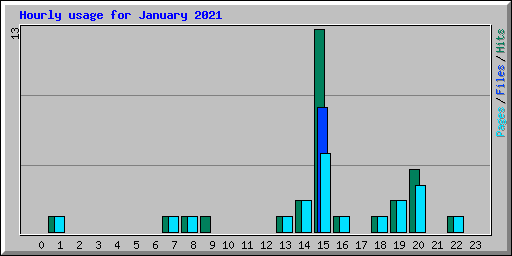 Hourly usage for January 2021
13
Pages/Files/Hits
0 1 2 3 4 5 6 7 8 9 10 11 12 13 14 15 16 17 18 19 20 21 22 23